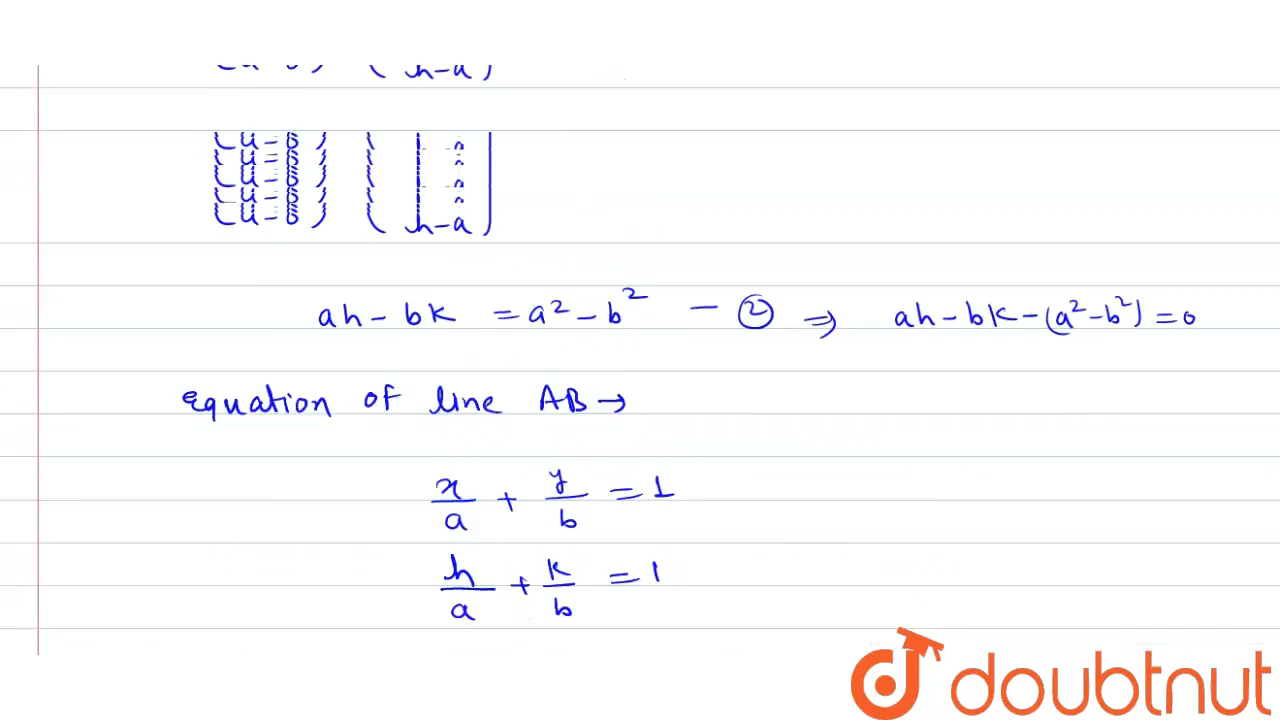 (h-a)
(a-b) ( h-a)
ah - bk = a² - b² - ② ⇒ ah - bk - (a² - b²) = 0
equation of line AB →
x/a + y/b = 1
h/a + k/b = 1
doubtnut